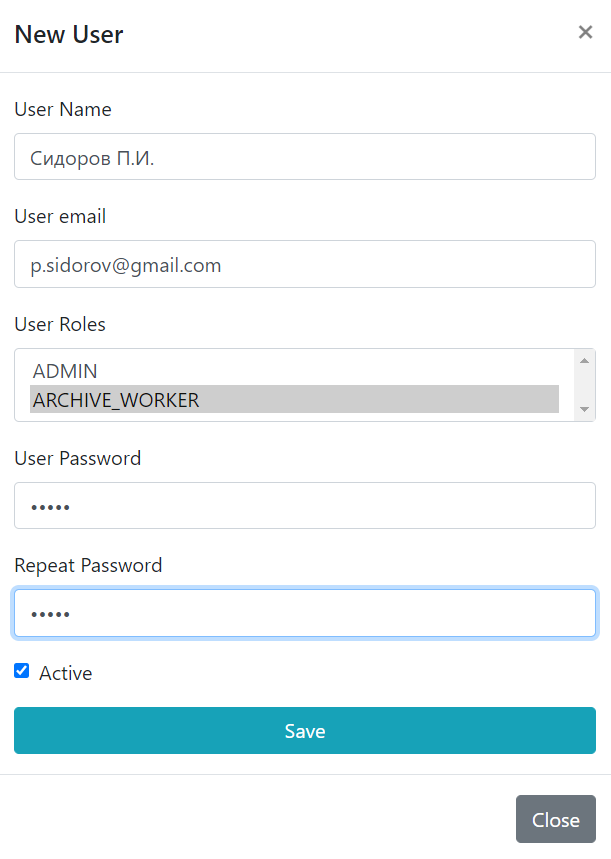 New User
×
User Name
Сидоров П.И.
User email
p.sidorov@gmail.com
User Roles
ADMIN
ARCHIVE_WORKER
User Password
•••••
Repeat Password
•••••
Active
Save
Close